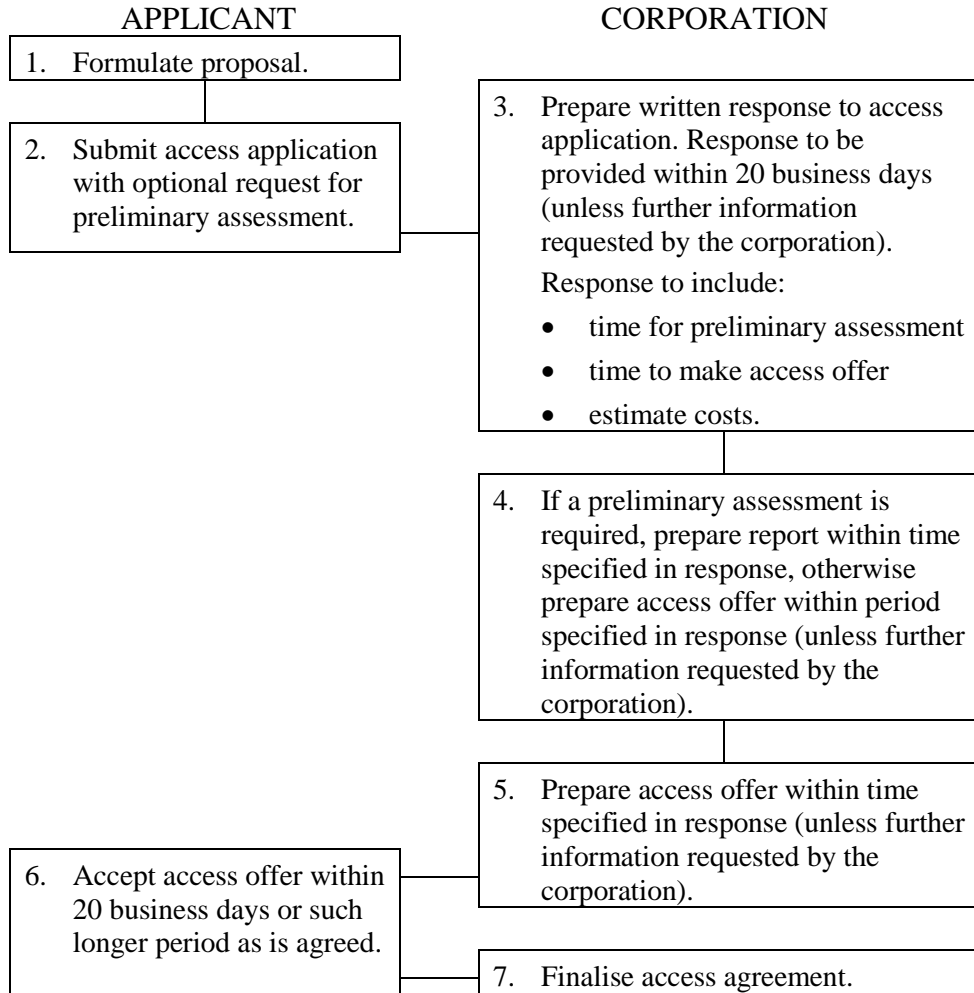 APPLICANT
CORPORATION
1. Formulate proposal.
2. Submit access application
with optional request for
preliminary assessment.
3. Prepare written response to access
application. Response to be
provided within 20 business days
(unless further information
requested by the corporation).
Response to include:
• time for preliminary assessment
• time to make access offer
• estimate costs.
4. If a preliminary assessment is
required, prepare report within time
specified in response, otherwise
prepare access offer within period
specified in response (unless further
information requested by the
corporation).
5. Prepare access offer within time
specified in response (unless further
information requested by the
corporation).
6. Accept access offer within
20 business days or such
longer period as is agreed.
7. Finalise access agreement.